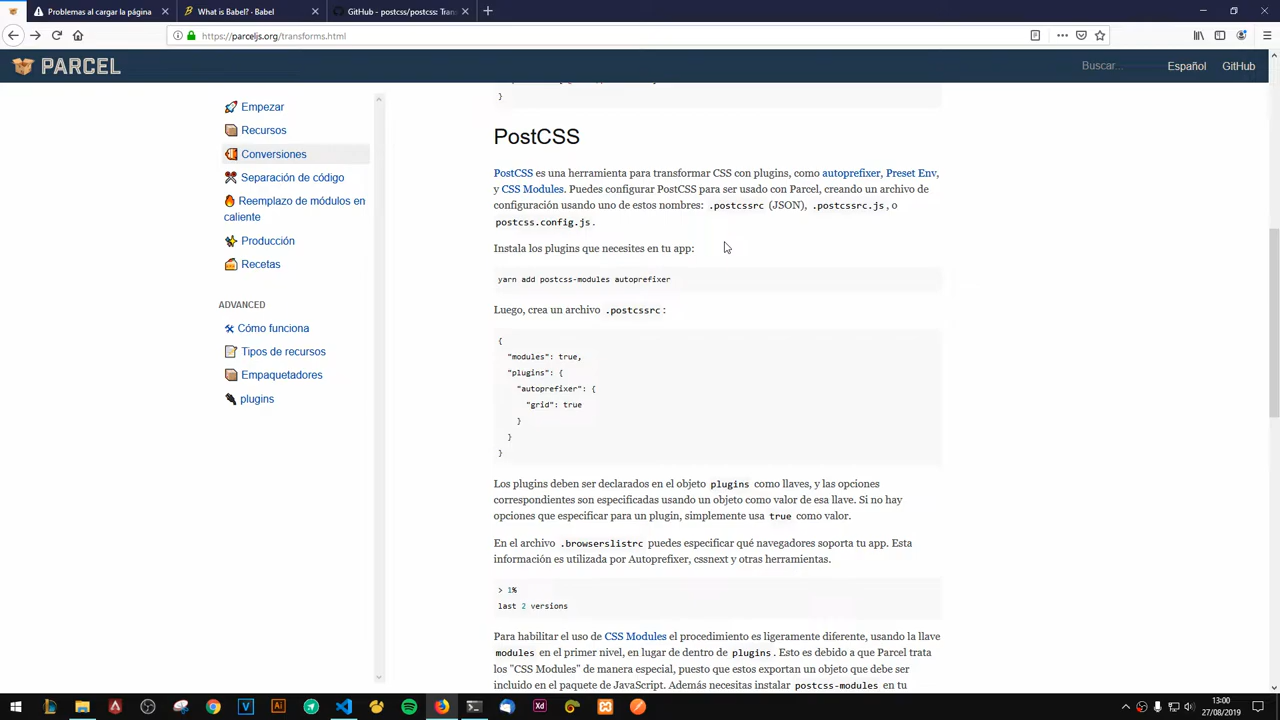 Problemas al cargar la página
What is Babel? · Babel
GitHub - postcss/postcss: Tran
https://parceljs.org/transforms.html
PARCEL
Buscar...
Español
GitHub
Empezar
Recursos
Conversiones
Separación de código
Reemplazo de módulos en
caliente
Producción
Recetas
ADVANCED
Cómo funciona
Tipos de recursos
Empaquetadores
plugins
}
PostCSS
PostCSS es una herramienta para transformar CSS con plugins, como autoprefixer, Preset Env,
y CSS Modules. Puedes configurar PostCSS para ser usado con Parcel, creando un archivo de
configuración usando uno de estos nombres: .postcssrc (JSON), .postcssrc.js, o
postcss.config.js.
Instala los plugins que necesites en tu app:
yarn add postcss-modules autoprefixer
Luego, crea un archivo .postcssrc:
{
"modules": true,
"plugins": {
"autoprefixer": {
"grid": true
}
}
}
Los plugins deben ser declarados en el objeto plugins como llaves, y las opciones
correspondientes son especificadas usando un objeto como valor de esa llave. Si no hay
opciones que especificar para un plugin, simplemente usa true como valor.
En el archivo .browserslistrc puedes especificar qué navegadores soporta tu app. Esta
información es utilizada por Autoprefixer, cssnext y otras herramientas.
> 1%
last 2 versions
Para habilitar el uso de CSS Modules el procedimiento es ligeramente diferente, usando la llave
modules en el primer nivel, en lugar de dentro de plugins. Esto es debido a que Parcel trata
los "CSS Modules" de manera especial, puesto que estos exportan un objeto que debe ser
incluido en el paquete de JavaScript. Además necesitas instalar postcss-modules en tu
13:00
27/08/2019